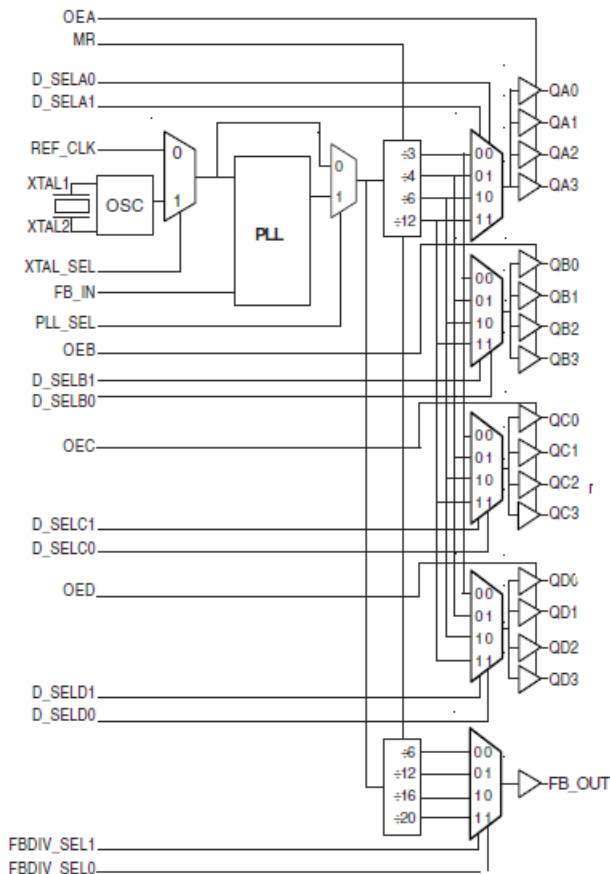 OEA
MR
D_SELA0
D_SELA1
REF_CLK
0
XTAL1
OSC
1
XTAL2
XTAL_SEL
FB_IN
PLL_SEL
PLL
0
1
÷3
÷4
÷6
÷12
00
01
10
11
QA0
QA1
QA2
QA3
OEB
D_SELB1
D_SELB0
00
01
10
11
QB0
QB1
QB2
QB3
OEC
D_SELC1
D_SELC0
00
01
10
11
QC0
QC1
QC2 r
QC3
OED
D_SELD1
D_SELD0
00
01
10
11
QD0
QD1
QD2
QD3
÷6
÷12
÷16
÷20
00
01
10
11
FB_OUT
FBDIV_SEL1
FBDIV_SEL0